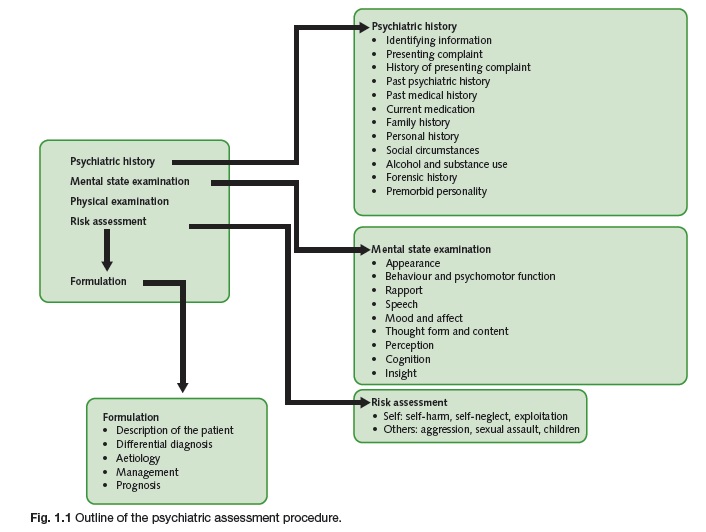 Psychiatric history
• Identifying information
• Presenting complaint
• History of presenting complaint
• Past psychiatric history
• Past medical history
• Current medication
• Family history
• Personal history
• Social circumstances
• Alcohol and substance use
• Forensic history
• Premorbid personality
Psychiatric history
Mental state examination
Physical examination
Risk assessment
Formulation
Mental state examination
• Appearance
• Behaviour and psychomotor function
• Rapport
• Speech
• Mood and affect
• Thought form and content
• Perception
• Cognition
• Insight
Risk assessment
• Self: self-harm, self-neglect, exploitation
• Others: aggression, sexual assault, children
Formulation
• Description of the patient
• Differential diagnosis
• Aetiology
• Management
• Prognosis
Fig. 1.1 Outline of the psychiatric assessment procedure.